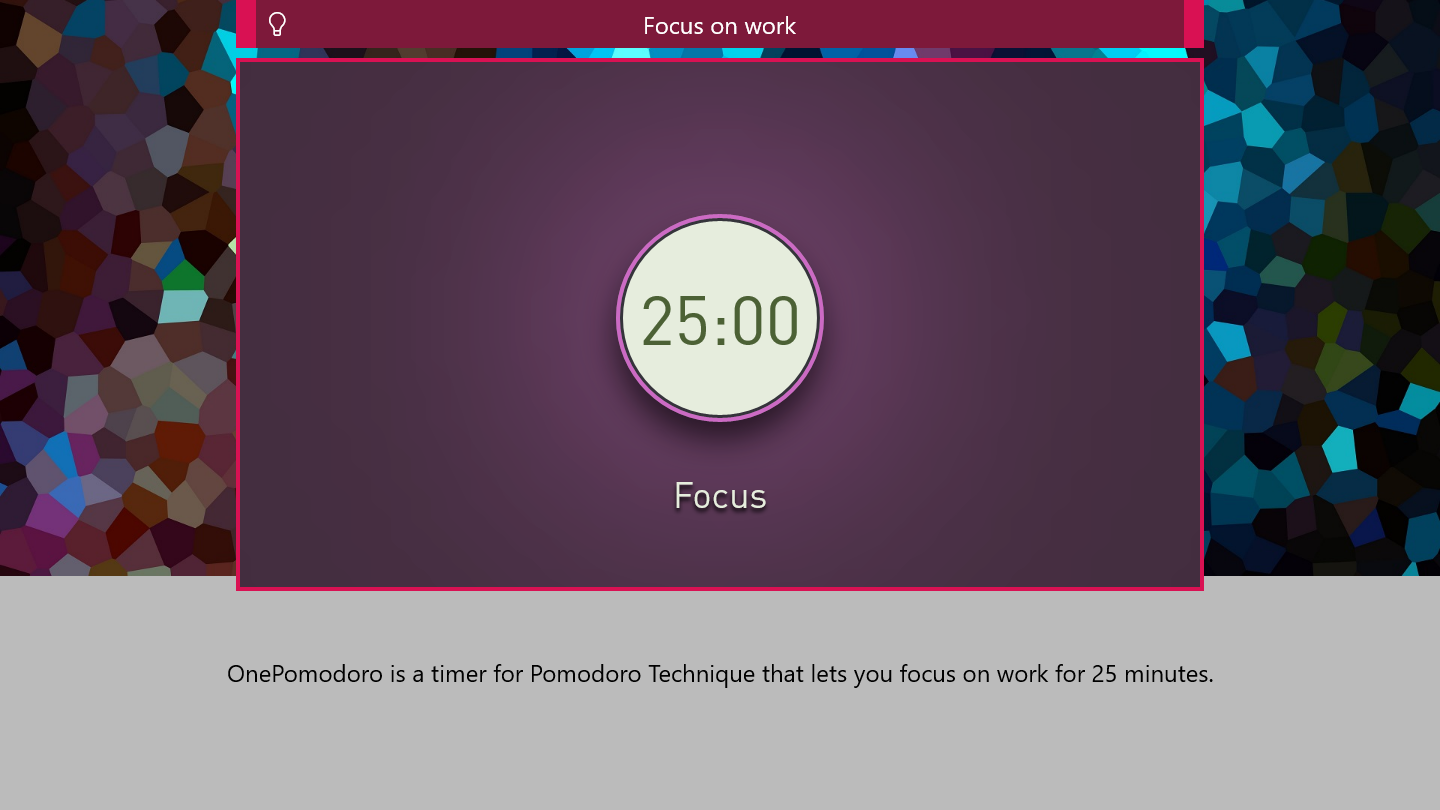 Focus on work
25:00
Focus
OnePomodoro is a timer for Pomodoro Technique that lets you focus on work for 25 minutes.